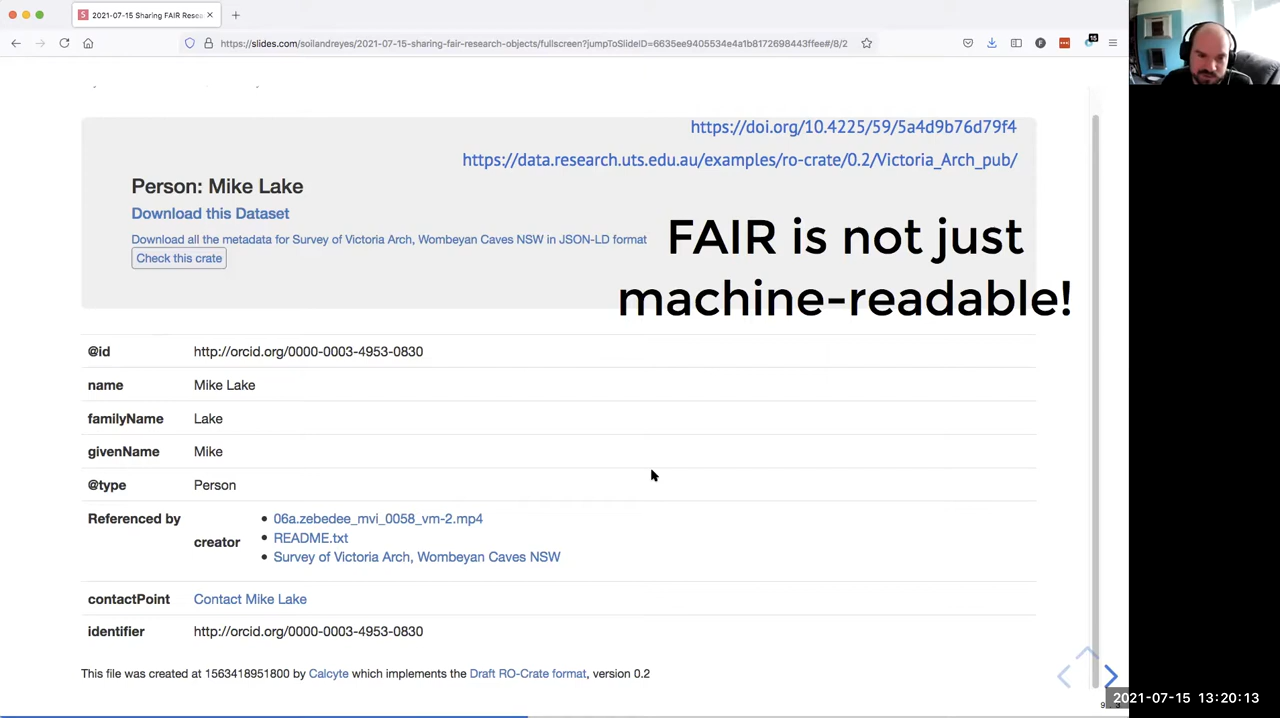 2021-07-15 Sharing FAIR Resea
https://slides.com/soilandreyes/2021-07-15-sharing-fair-research-objects/fullscreen?jumpToSlideID=6635ee9405534e4a1b8172698443ffee#/8/2
15
https://doi.org/10.4225/59/5a4d9b76d79f4
https://data.research.uts.edu.au/examples/ro-crate/0.2/Victoria_Arch_pub/
Person: Mike Lake
Download this Dataset
Download all the metadata for Survey of Victoria Arch, Wombeyan Caves NSW in JSON-LD format
Check this crate
FAIR is not just
machine-readable!
@id http://orcid.org/0000-0003-4953-0830
name Mike Lake
familyName Lake
givenName Mike
@type Person
Referenced by
creator
06a.zebedee_mvi_0058_vm-2.mp4
README.txt
Survey of Victoria Arch, Wombeyan Caves NSW
contactPoint Contact Mike Lake
identifier http://orcid.org/0000-0003-4953-0830
This file was created at 1563418951800 by Calcyte which implements the Draft RO-Crate format, version 0.2
2021-07-15 13:20:13